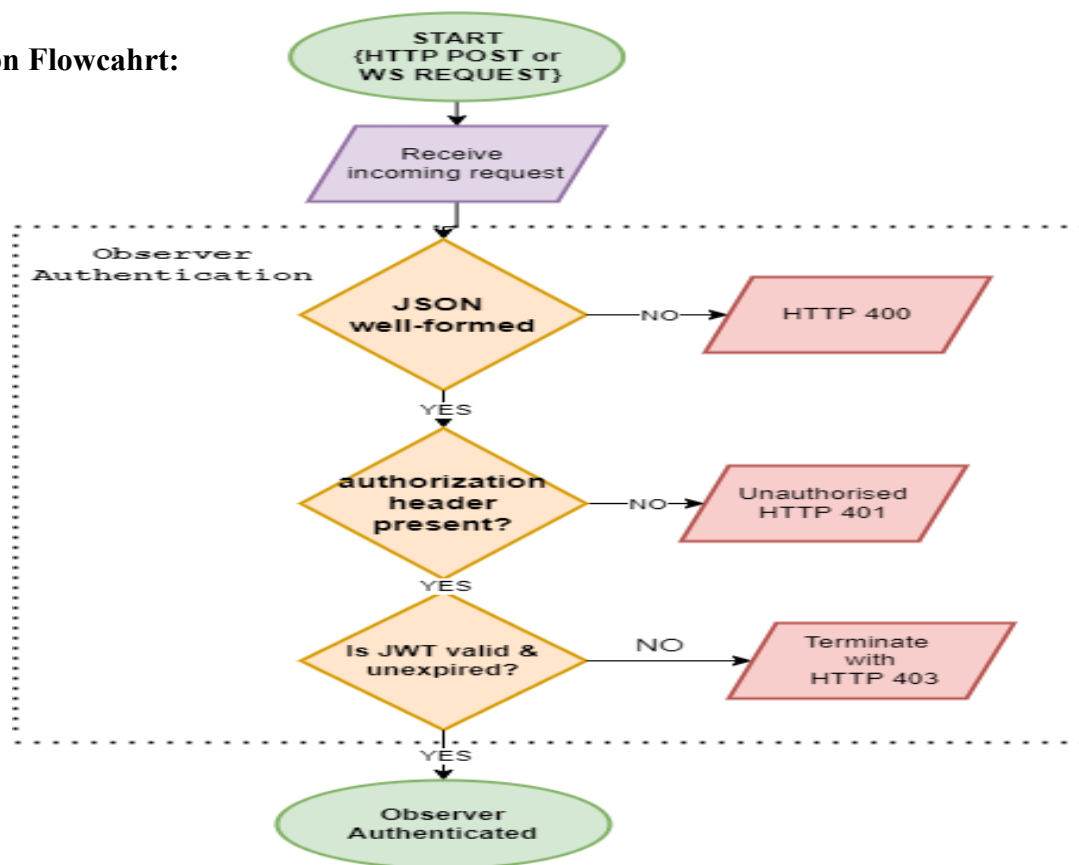 on Flowcahrt:
START
{HTTP POST or
WS REQUEST}
Receive
incoming request
Observer
Authentication
JSON
well-formed
NO
HTTP 400
YES
authorization
header
present?
NO
Unauthorised
HTTP 401
YES
Is JWT valid &
unexpired?
NO
Terminate
with
HTTP 403
YES
Observer
Authenticated